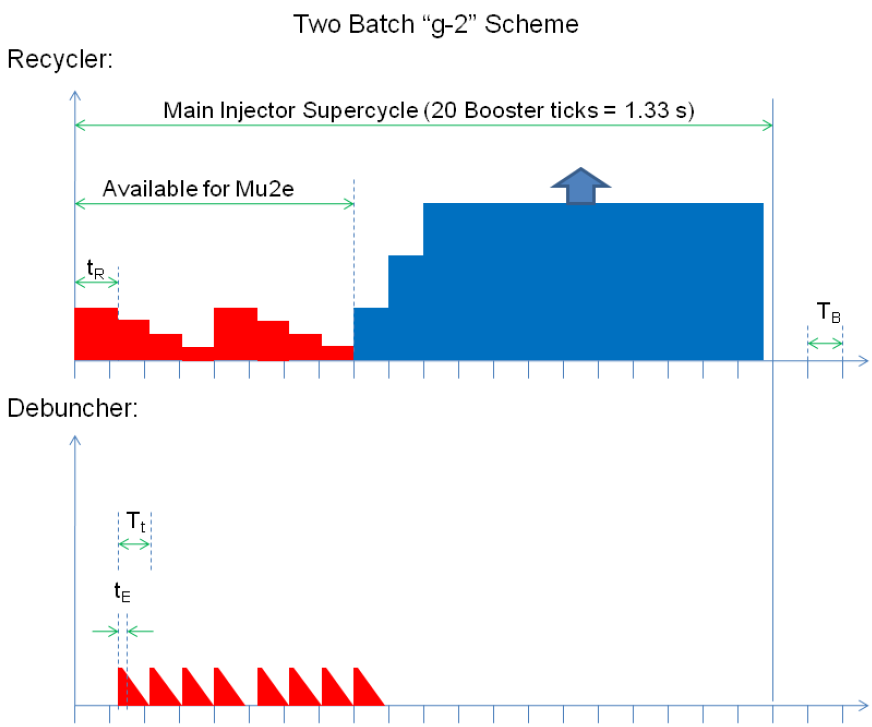 Two Batch “g-2” Scheme
Recycler:
Main Injector Supercycle (20 Booster ticks = 1.33 s)
Available for Mu2e
tR
TB
Debuncher:
Tt
tE